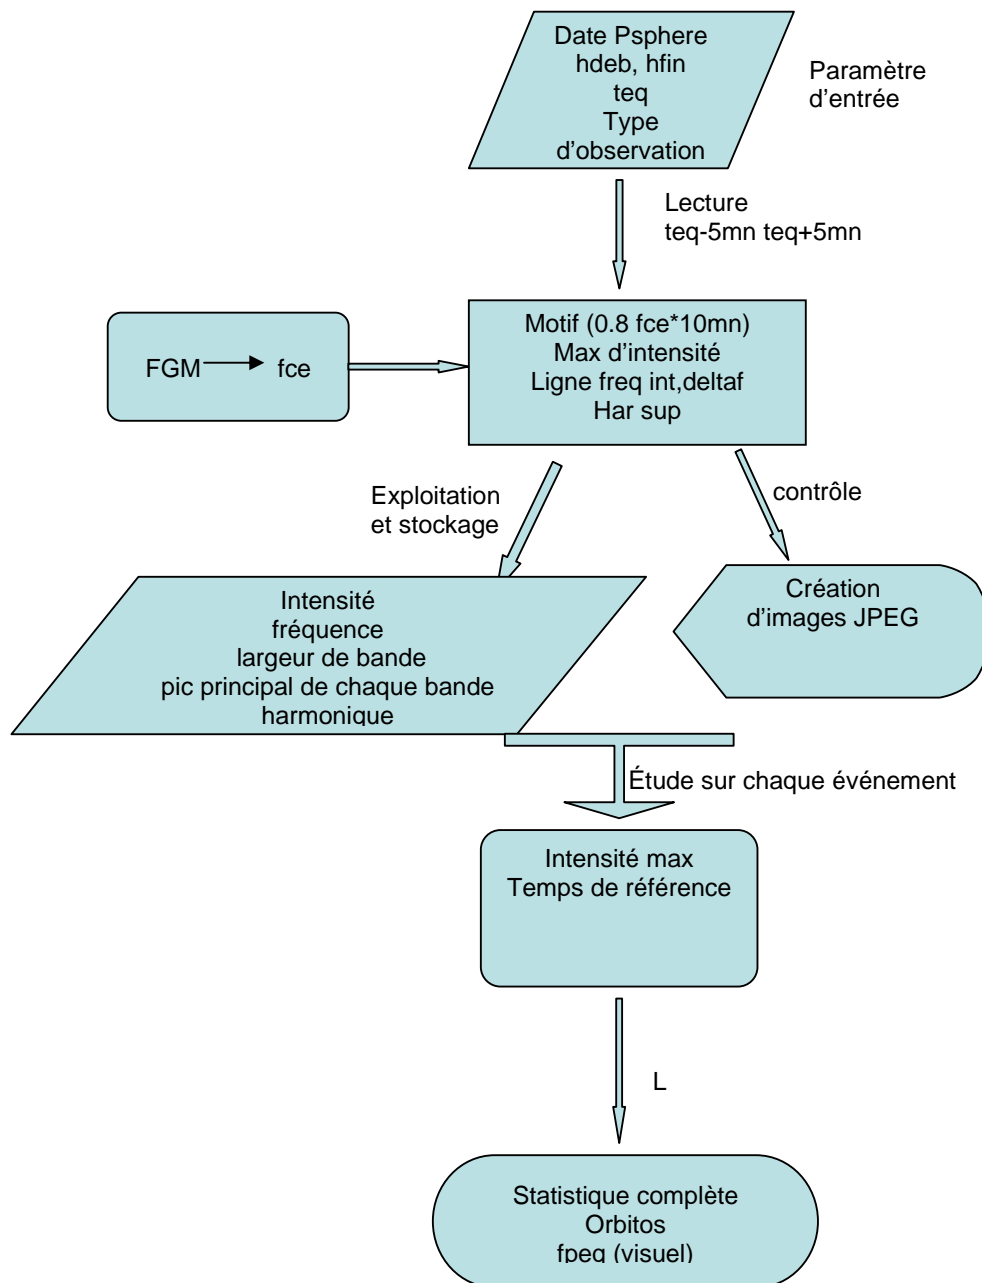 Date Psphere
hdeb, hfin
teq
Type
d'observation
Paramètre
d'entrée
Lecture
teq-5mn teq+5mn
FGM fce
Motif (0.8 fce*10mn)
Max d'intensité
Ligne freq int,deltaf
Har sup
Exploitation
et stockage
contrôle
Intensité
fréquence
largeur de bande
pic principal de chaque bande
harmonique
Création
d'images JPEG
Étude sur chaque événement
Intensité max
Temps de référence
L
Statistique complète
Orbitos
fpeq (visuel)